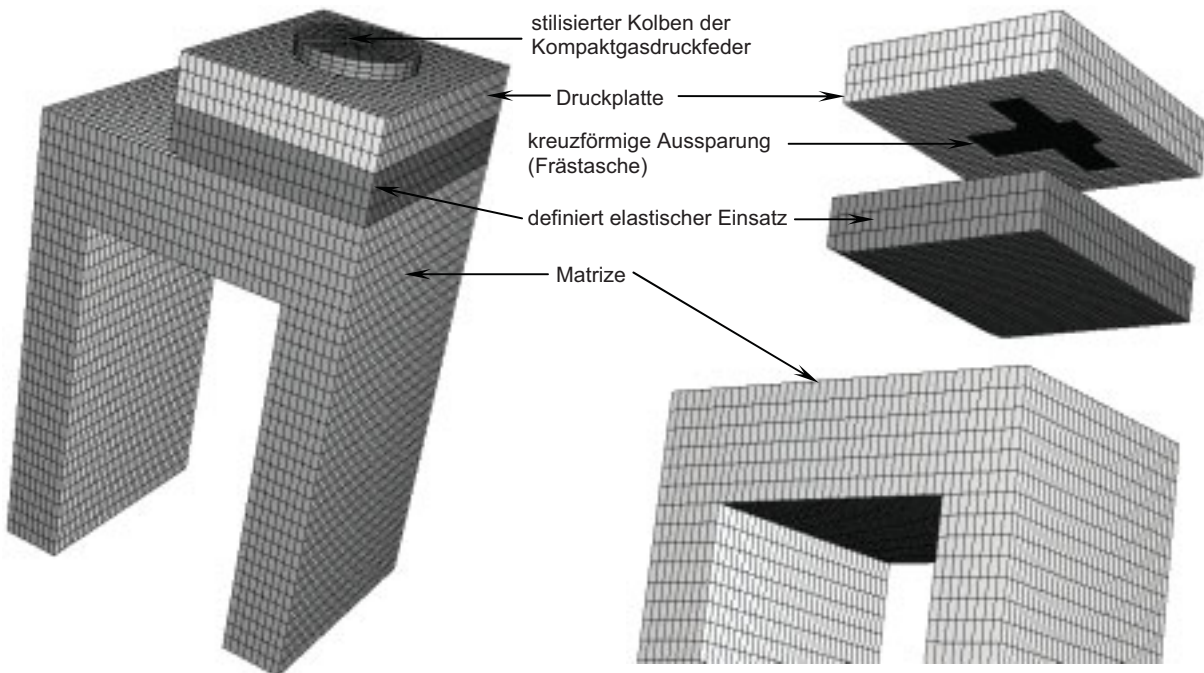 stilisierter Kolben der
Kompaktgasdruckfeder
Druckplatte
kreuzförmige Aussparung
(Frästasche)
definiert elastischer Einsatz
Matrize